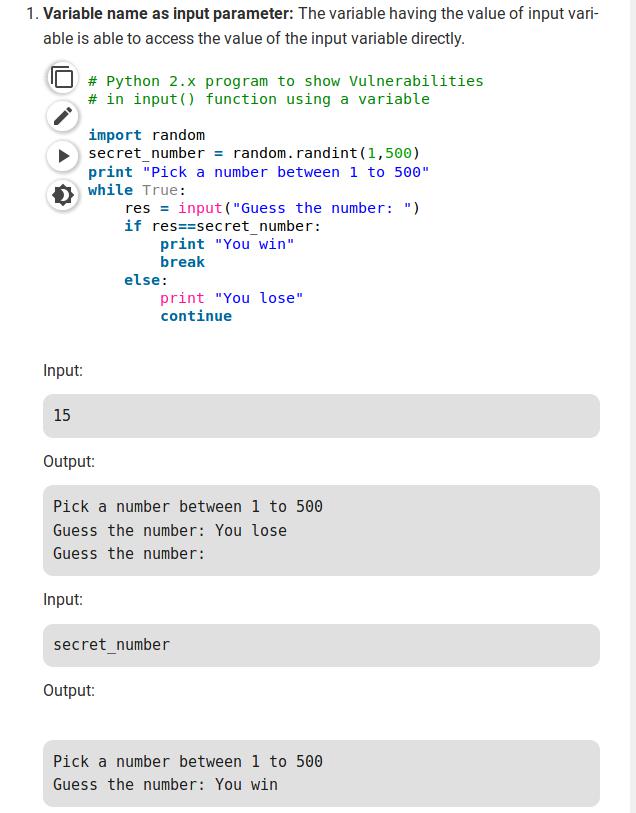 1. Variable name as input parameter: The variable having the value of input vari-
able is able to access the value of the input variable directly.
# Python 2.x program to show Vulnerabilities
# in input() function using a variable
import random
secret_number = random.randint(1,500)
print "Pick a number between 1 to 500"
while True:
    res = input("Guess the number: ")
    if res==secret_number:
        print "You win"
        break
    else:
        print "You lose"
        continue
Input:
15
Output:
Pick a number between 1 to 500
Guess the number: You lose
Guess the number:
Input:
secret_number
Output:
Pick a number between 1 to 500
Guess the number: You win